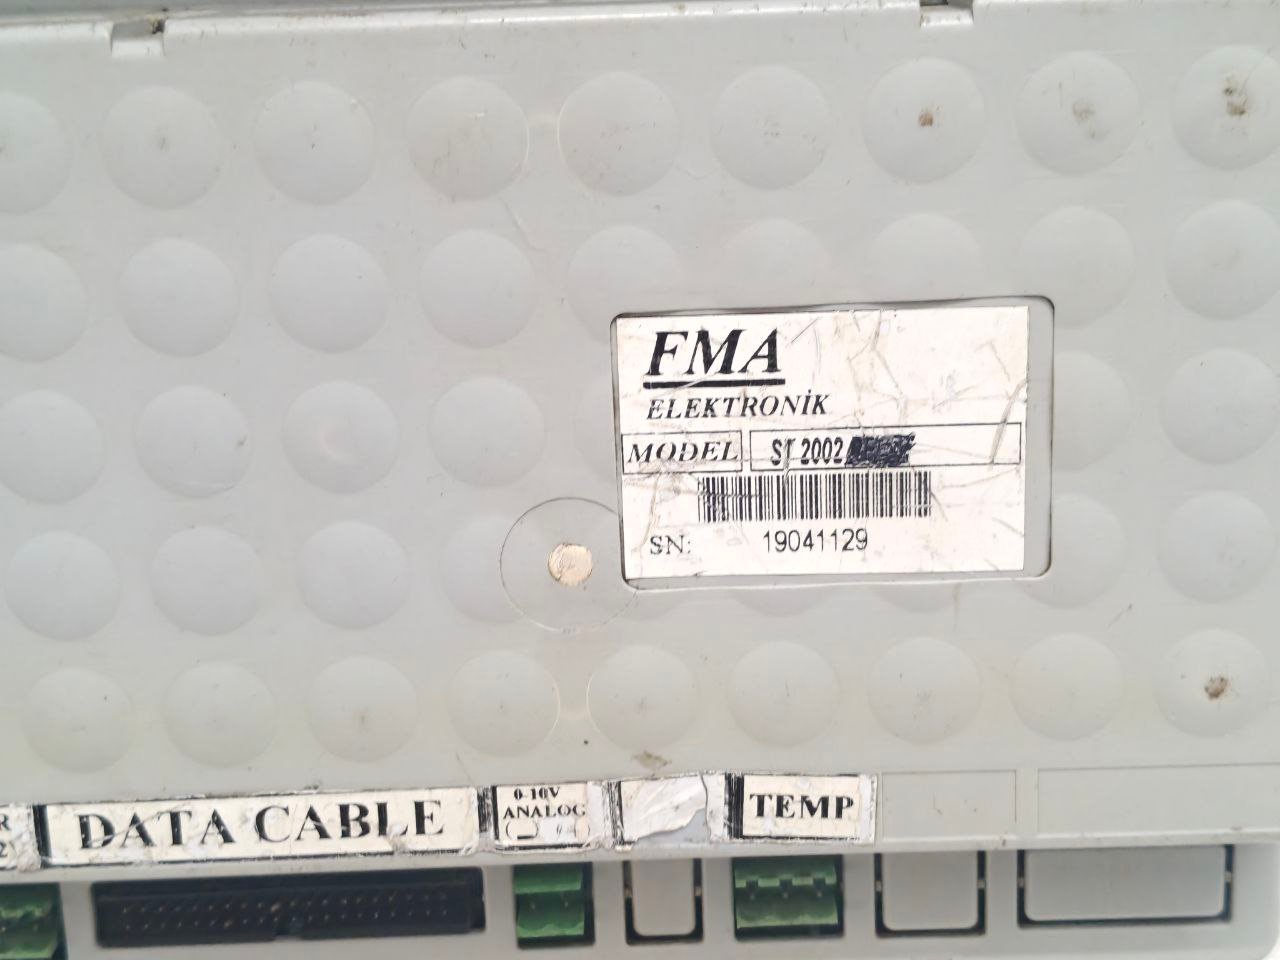 FMA
ELEKTRONİK
MODEL ST 2002
SN: 19041129
DATA CABLE
0-10V
ANALOG
TEMP